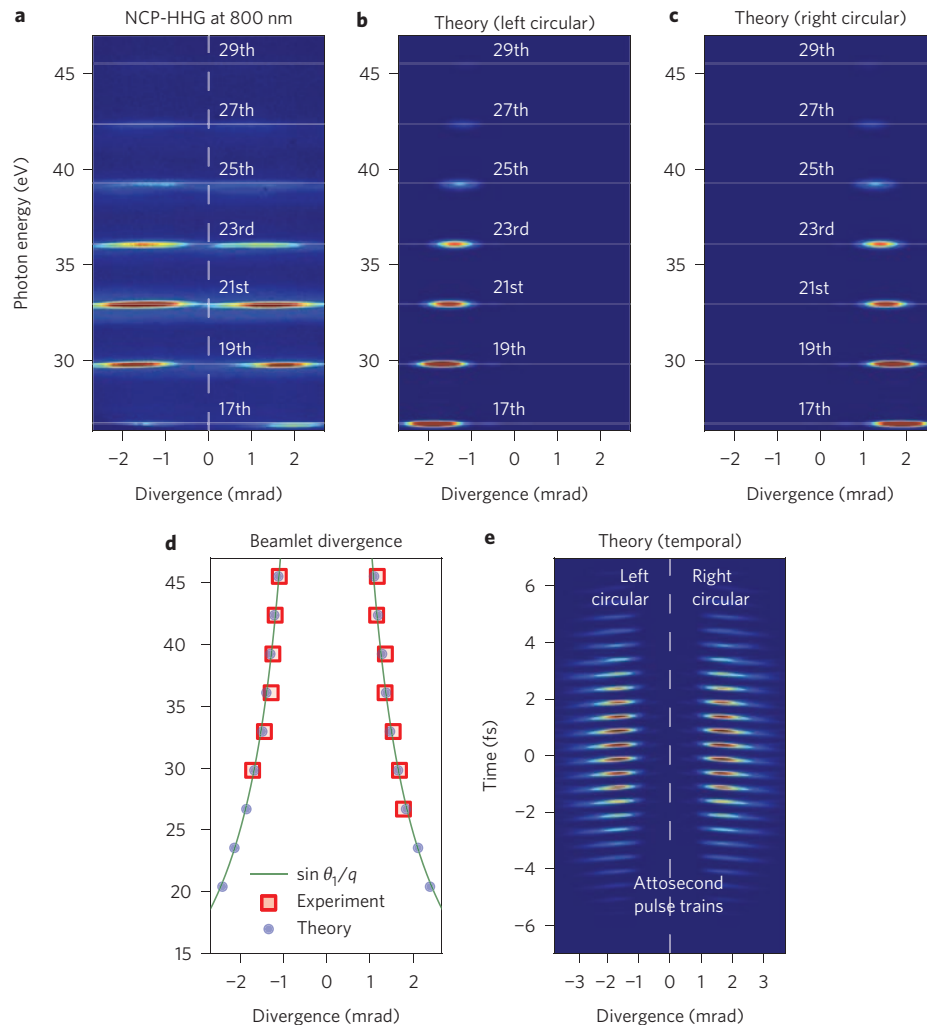 a
NCP-HHG at 800 nm
b
Theory (left circular)
c
Theory (right circular)
Photon energy (eV)
45
40
35
30
29th
27th
25th
23rd
21st
19th
17th
−2 −1 0 1 2
Divergence (mrad)
45
40
35
30
29th
27th
25th
23rd
21st
19th
17th
−2 −1 0 1 2
Divergence (mrad)
45
40
35
30
29th
27th
25th
23rd
21st
19th
17th
−2 −1 0 1 2
Divergence (mrad)
d
Beamlet divergence
45
40
35
30
25
20
15
sin θ₁/q
Experiment
Theory
−2 −1 0 1 2
Divergence (mrad)
e
Theory (temporal)
Time (fs)
6
4
2
0
−2
−4
−6
Left
circular
Right
circular
Attosecond
pulse trains
−3 −2 −1 0 1 2 3
Divergence (mrad)